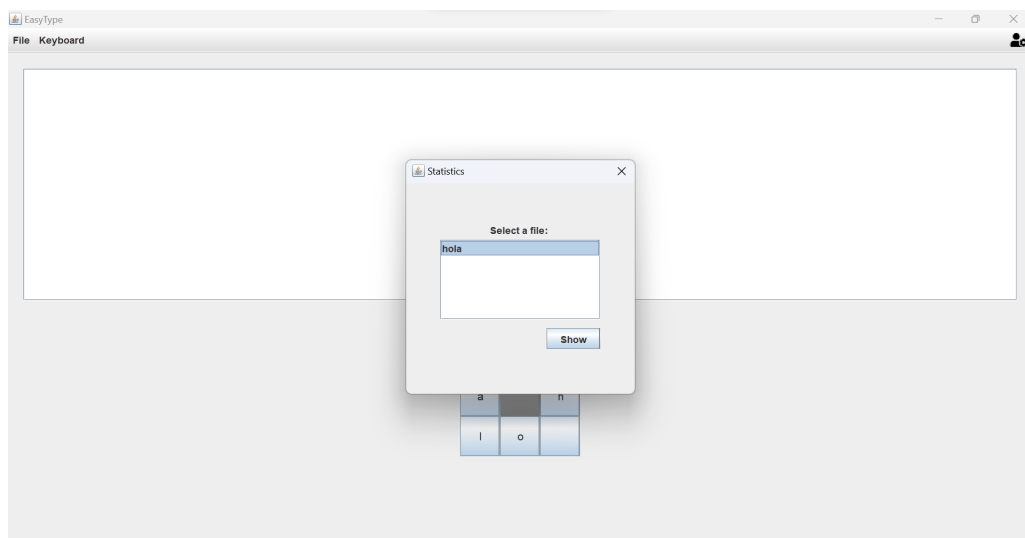 EasyType
File Keyboard
Statistics
Select a file:
hola
Show
a h
l o